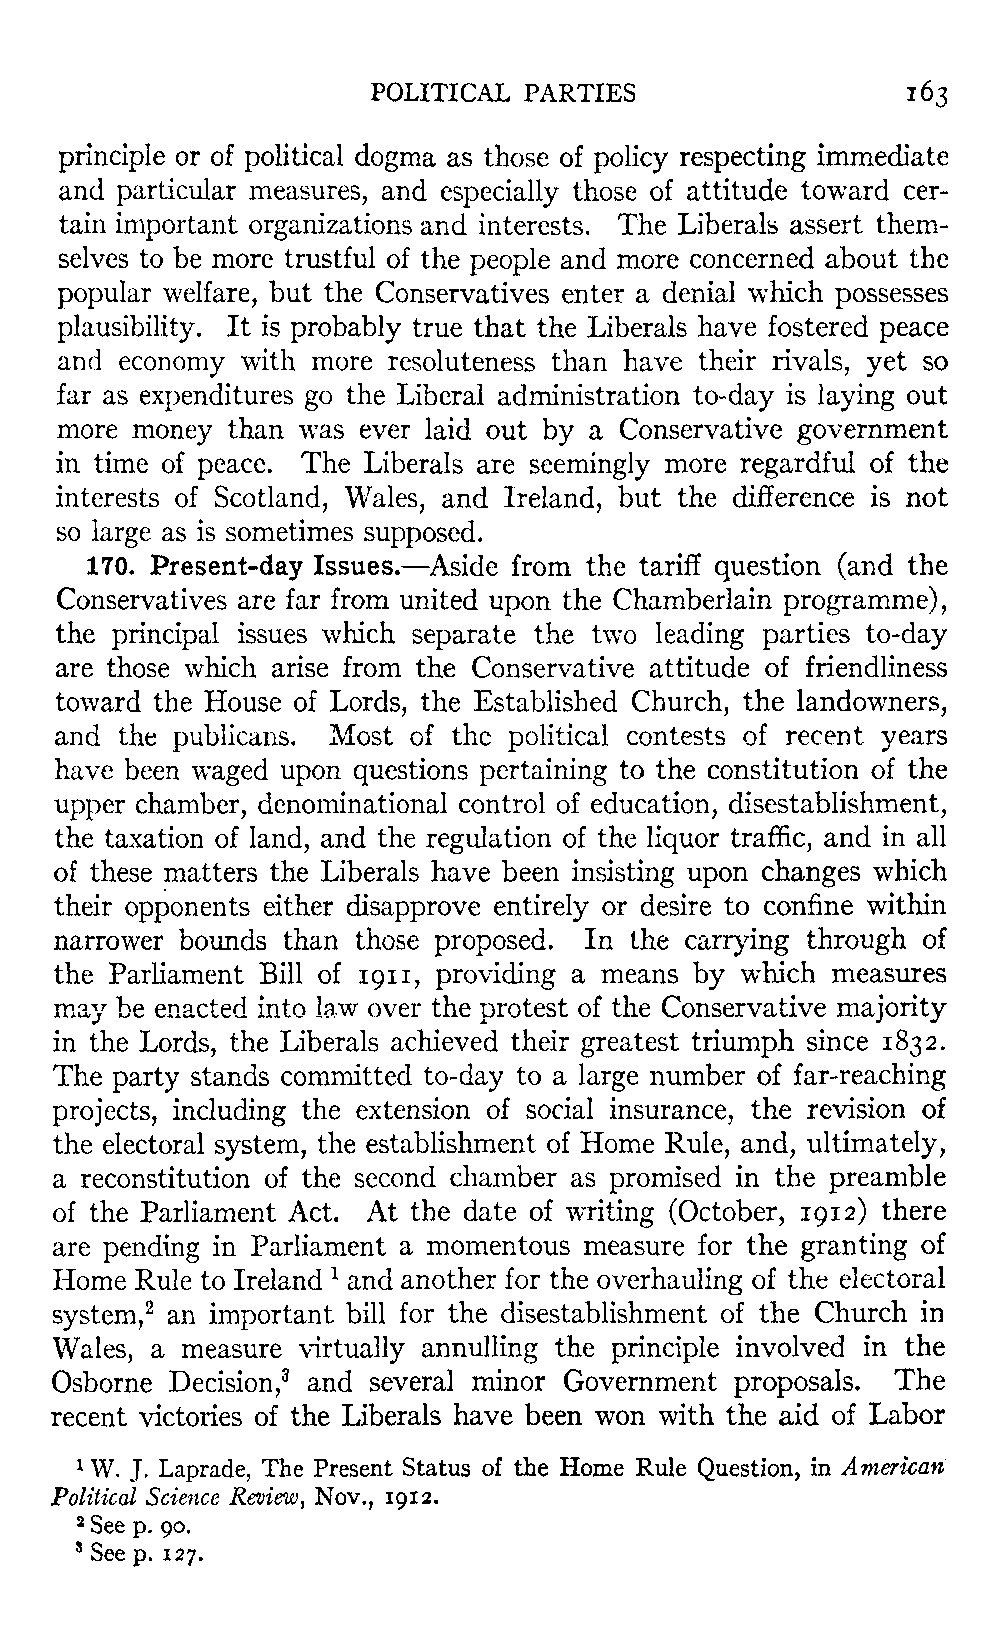 POLITICAL PARTIES 163
principle or of political dogma as those of policy respecting immediate
and particular measures, and especially those of attitude toward cer-
tain important organizations and interests. The Liberals assert them-
selves to be more trustful of the people and more concerned about the
popular welfare, but the Conservatives enter a denial which possesses
plausibility. It is probably true that the Liberals have fostered peace
and economy with more resoluteness than have their rivals, yet so
far as expenditures go the Liberal administration to-day is laying out
more money than was ever laid out by a Conservative government
in time of peace. The Liberals are seemingly more regardful of the
interests of Scotland, Wales, and Ireland, but the difference is not
so large as is sometimes supposed.
170. Present-day Issues.—Aside from the tariff question (and the
Conservatives are far from united upon the Chamberlain programme),
the principal issues which separate the two leading parties to-day
are those which arise from the Conservative attitude of friendliness
toward the House of Lords, the Established Church, the landowners,
and the publicans. Most of the political contests of recent years
have been waged upon questions pertaining to the constitution of the
upper chamber, denominational control of education, disestablishment,
the taxation of land, and the regulation of the liquor traffic, and in all
of these matters the Liberals have been insisting upon changes which
their opponents either disapprove entirely or desire to confine within
narrower bounds than those proposed. In the carrying through of
the Parliament Bill of 1911, providing a means by which measures
may be enacted into law over the protest of the Conservative majority
in the Lords, the Liberals achieved their greatest triumph since 1832.
The party stands committed to-day to a large number of far-reaching
projects, including the extension of social insurance, the revision of
the electoral system, the establishment of Home Rule, and, ultimately,
a reconstitution of the second chamber as promised in the preamble
of the Parliament Act. At the date of writing (October, 1912) there
are pending in Parliament a momentous measure for the granting of
Home Rule to Ireland ¹ and another for the overhauling of the electoral
system,² an important bill for the disestablishment of the Church in
Wales, a measure virtually annulling the principle involved in the
Osborne Decision,³ and several minor Government proposals. The
recent victories of the Liberals have been won with the aid of Labor
¹ W. J. Laprade, The Present Status of the Home Rule Question, in American
Political Science Review, Nov., 1912.
² See p. 90.
³ See p. 127.